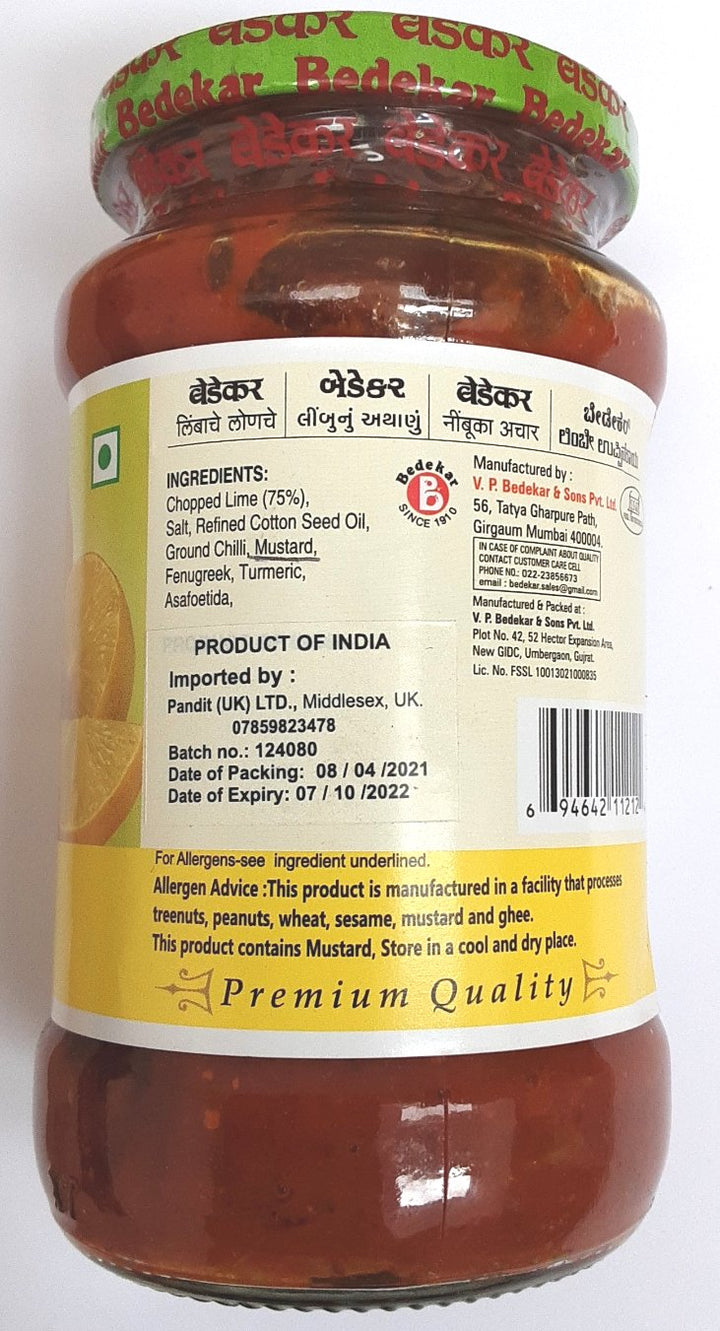 बेडेकर बेडेकर बेडेकर
Bedekar Bedekar Bedekar
बेडेकर बेडेकर बेडेकर बेडेकर
बेडेकर
लिंबाचे लोणचे
બેડેકર
લીંબુનું અથાણું
बेडेकर
नींबूका अचार
ಬೇಡೇಕರ್
INGREDIENTS:
Chopped Lime (75%),
Salt, Refined Cotton Seed Oil,
Ground Chilli, Mustard,
Fenugreek, Turmeric,
Asafoetida,
Bedekar
B
SINCE 1910
Manufactured by :
V. P. Bedekar & Sons Pvt. Ltd.
56, Tatya Gharpure Path,
Girgaum Mumbai 400004.
IN CASE OF COMPLAINT ABOUT QUALITY
CONTACT CUSTOMER CARE CELL
PHONE NO.: 022-23856673
email : bedekar.sales@gmail.com
Manufactured & Packed at :
V. P. Bedekar & Sons Pvt. Ltd.
Plot No. 42, 52 Hector Expansion Area,
New GIDC, Umbergaon, Gujrat.
Lic. No. FSSL 10013021000835
PRODUCT OF INDIA
Imported by :
Pandit (UK) LTD., Middlesex, UK.
07859823478
Batch no.: 124080
Date of Packing: 08 / 04 /2021
Date of Expiry: 07 / 10 /2022
6 94642 11212
For Allergens-see ingredient underlined.
Allergen Advice :This product is manufactured in a facility that processes
treenuts, peanuts, wheat, sesame, mustard and ghee.
This product contains Mustard, Store in a cool and dry place.
Premium Quality